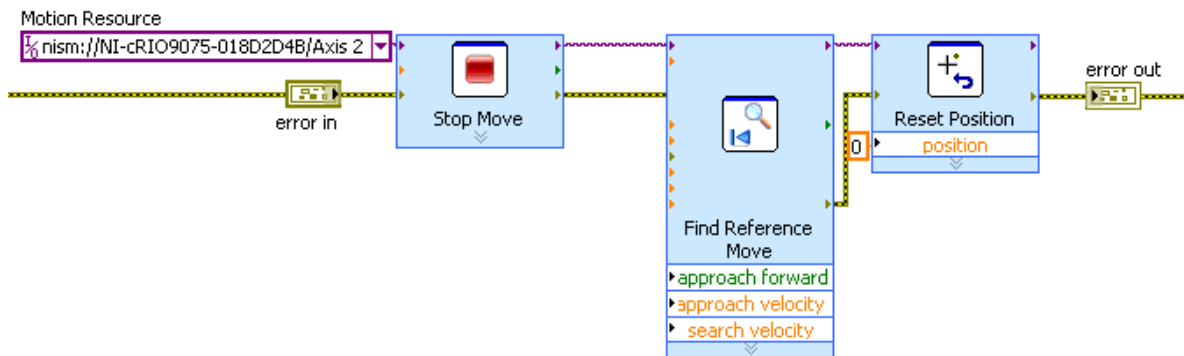 Motion Resource
nism://NI-cRIO9075-018D2D4B/Axis 2
error in
Stop Move
Find Reference
Move
approach forward
approach velocity
search velocity
0
Reset Position
position
error out